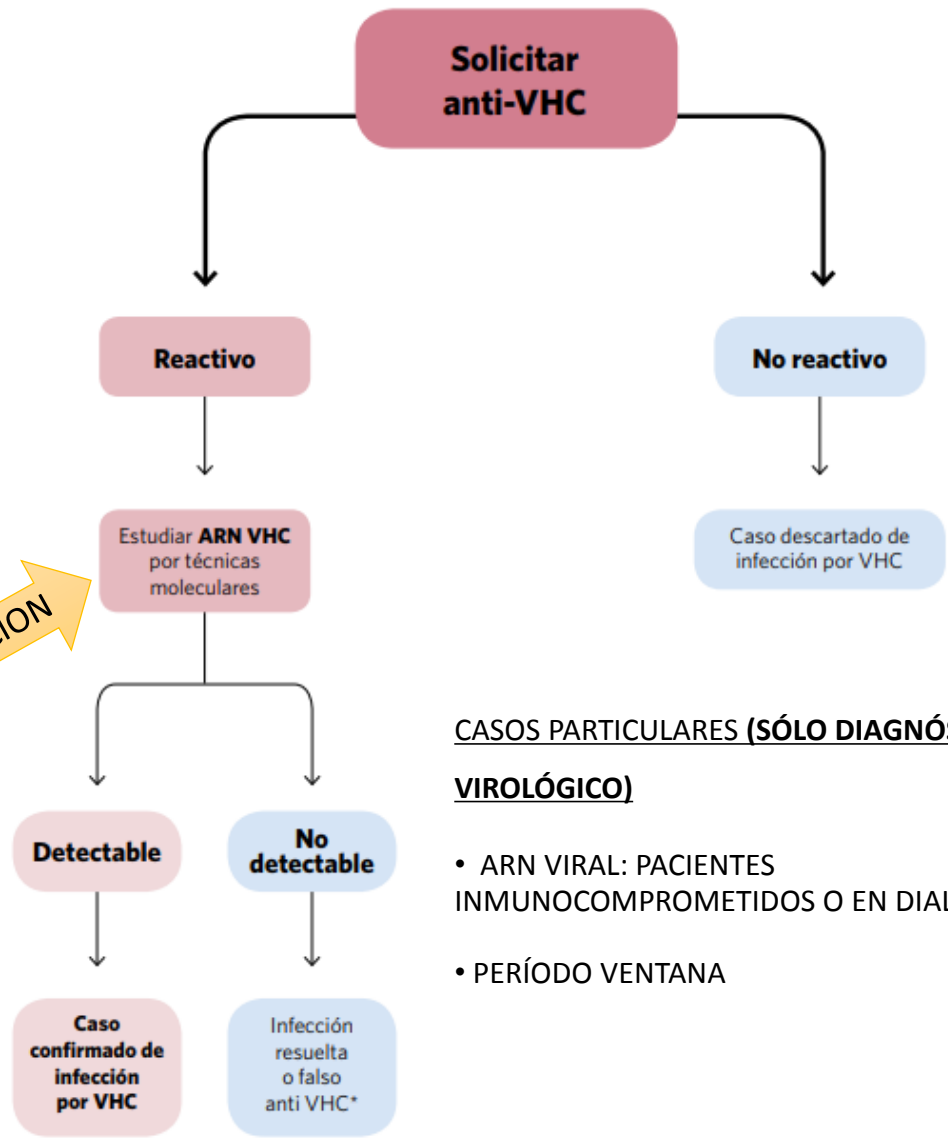 Solicitar
anti-VHC
Reactivo
No reactivo
Estudiar ARN VHC
por técnicas
moleculares
Caso descartado de
infección por VHC
CASOS PARTICULARES (SÓLO
VIROLÓGICO)
• ARN VIRAL: PACIENTES
INMUNOCOMPROMETIDOS O EN
• PERÍODO VENTANA
Detectable
No
detectable
Caso
confirmado de
infección
por VHC
Infección
resuelta
o falso
anti VHC*